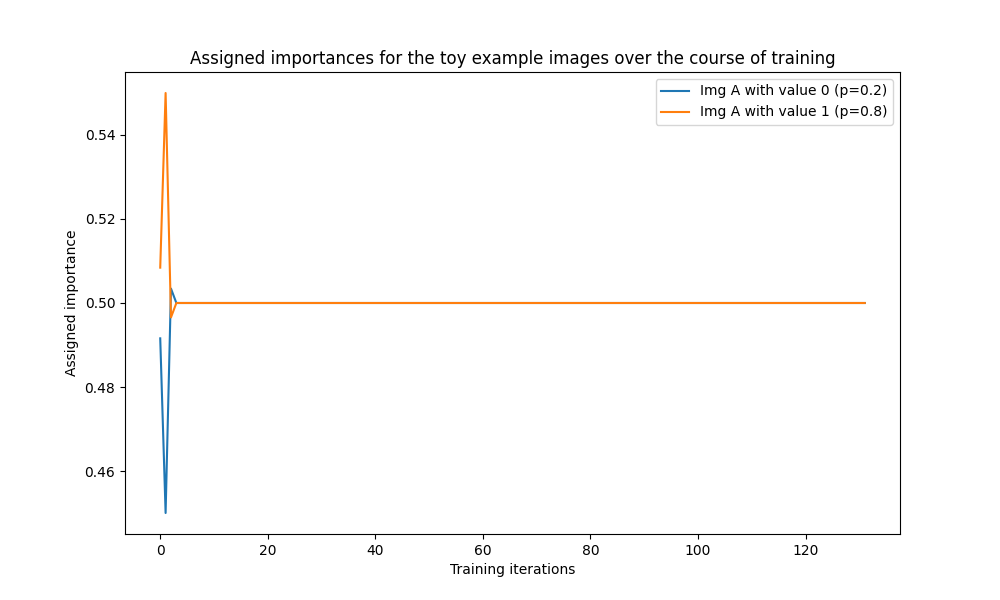 Assigned importances for the toy example images over the course of training
Img A with value 0 (p=0.2)
Img A with value 1 (p=0.8)
Assigned importance
0.54
0.52
0.50
0.48
0.46
0 20 40 60 80 100 120
Training iterations